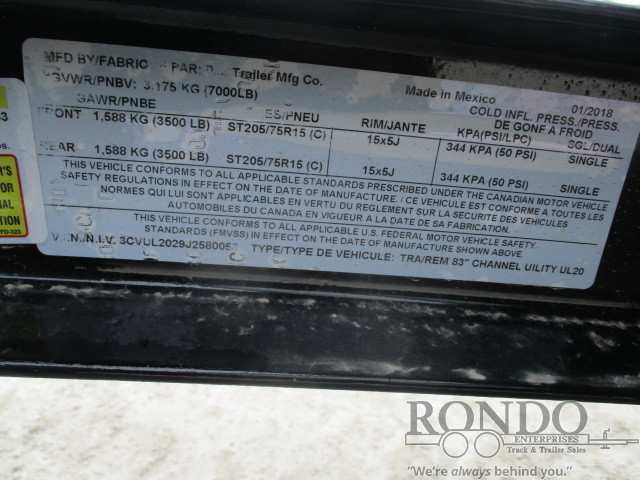 MFD BY/FABRIC PAR: Trailer Mfg Co. Made in Mexico 01/2018
GVWR/PNBV: 3,175 KG (7000LB) COLD INFL. PRESS./PRESS.
GAWR/PNBE ES/PNEU RIM/JANTE DE GONF A FROID
KPA(PSI/LPC) SGL/DUAL
FRONT 1,588 KG (3500 LB) ST205/75R15 (C) 15x5J 344 KPA (50 PSI) SINGLE
REAR 1,588 KG (3500 LB) ST205/75R15 (C) 15x5J 344 KPA (50 PSI) SINGLE
THIS VEHICLE CONFORMS TO ALL APPLICABLE STANDARDS PRESCRIBED UNDER THE CANADIAN MOTOR VEHICLE
SAFETY REGULATIONS IN EFFECT ON THE DATE OF MANUFACTURE / CE VEHICULE EST CONFORME A TOUTES LES
NORMES QUI LUI SONT APPLICABLES EN VERTU DU REGLEMENT SUR LA SECURITE DES VEHICULES
AUTOMOBILES DU CANADA EN VIGUEUR A LA DATE DE SA FABRICATION.
THIS VEHICLE CONFORMS TO ALL APPLICABLE U.S. FEDERAL MOTOR VEHICLE SAFETY
STANDARDS (FMVSS) IN EFFECT ON THE DATE OF MANUFACTURE SHOWN ABOVE.
V.I.N./N.I.V. 3CVUL2029J2580053 TYPE/TYPE DE VEHICULE: TRA/REM 83" CHANNEL UILITY UL20
RONDO
ENTERPRISES
Truck & Trailer Sales
"We're always behind you."